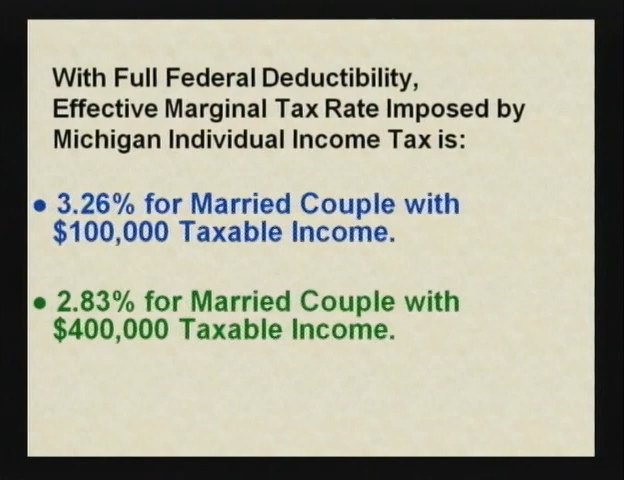 With Full Federal Deductibility,
Effective Marginal Tax Rate Imposed by
Michigan Individual Income Tax is:
• 3.26% for Married Couple with
$100,000 Taxable Income.
• 2.83% for Married Couple with
$400,000 Taxable Income.